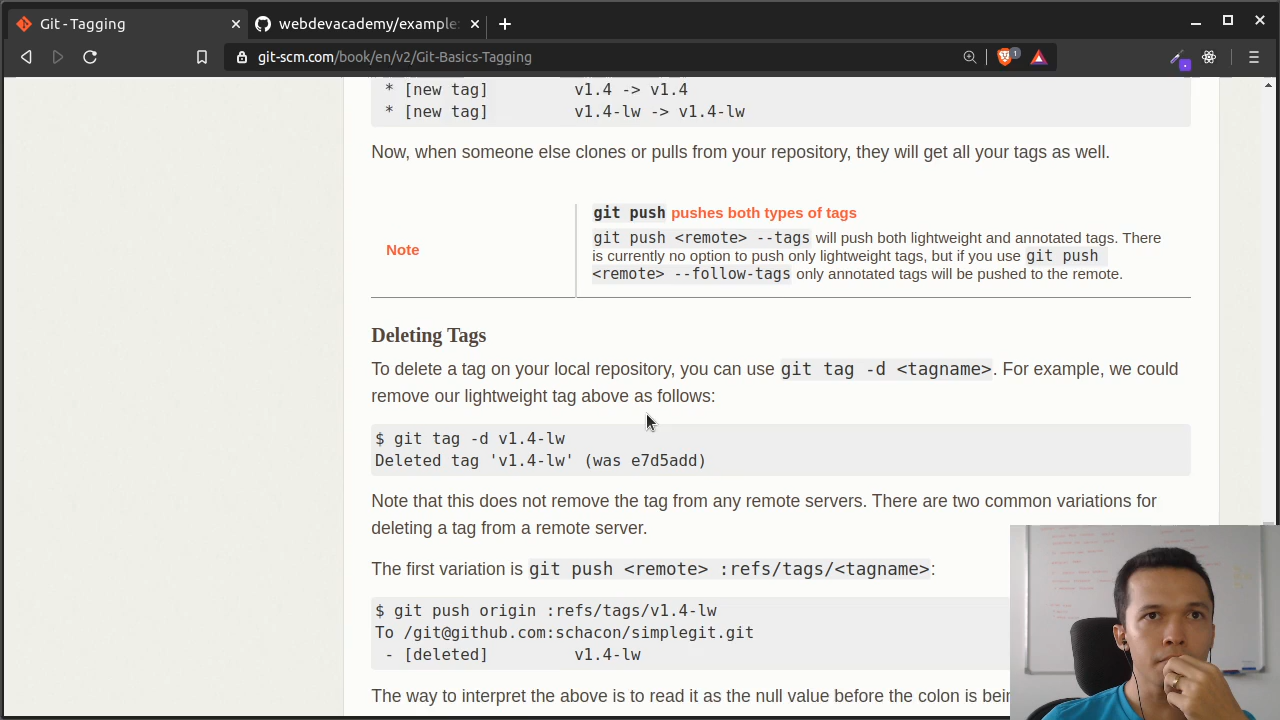 Git - Tagging
webdevacademy/example
git-scm.com/book/en/v2/Git-Basics-Tagging
1
* [new tag] v1.4 -> v1.4
* [new tag] v1.4-lw -> v1.4-lw
Now, when someone else clones or pulls from your repository, they will get all your tags as well.
Note
git push pushes both types of tags
git push <remote> --tags will push both lightweight and annotated tags. There
is currently no option to push only lightweight tags, but if you use git push
<remote> --follow-tags only annotated tags will be pushed to the remote.
Deleting Tags
To delete a tag on your local repository, you can use git tag -d <tagname>. For example, we could
remove our lightweight tag above as follows:
$ git tag -d v1.4-lw
Deleted tag 'v1.4-lw' (was e7d5add)
Note that this does not remove the tag from any remote servers. There are two common variations for
deleting a tag from a remote server.
The first variation is git push <remote> :refs/tags/<tagname>:
$ git push origin :refs/tags/v1.4-lw
To /git@github.com:schacon/simplegit.git
- [deleted] v1.4-lw
The way to interpret the above is to read it as the null value before the colon is